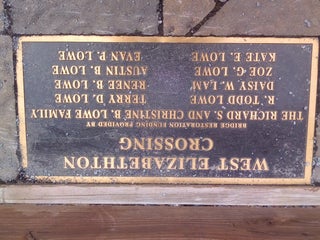 WEST ELIZABETHTON
CROSSING
BRIDGE RESTORATION FUNDING PROVIDED BY
THE RICHARD S. AND CHRISTINE B. LOWE FAMILY
R. TODD LOWE TERRY D. LOWE
DAISY W. LAM RENEE B. LOWE
ZOE G. LOWE AUSTIN B. LOWE
KATE E. LOWE EVAN P. LOWE